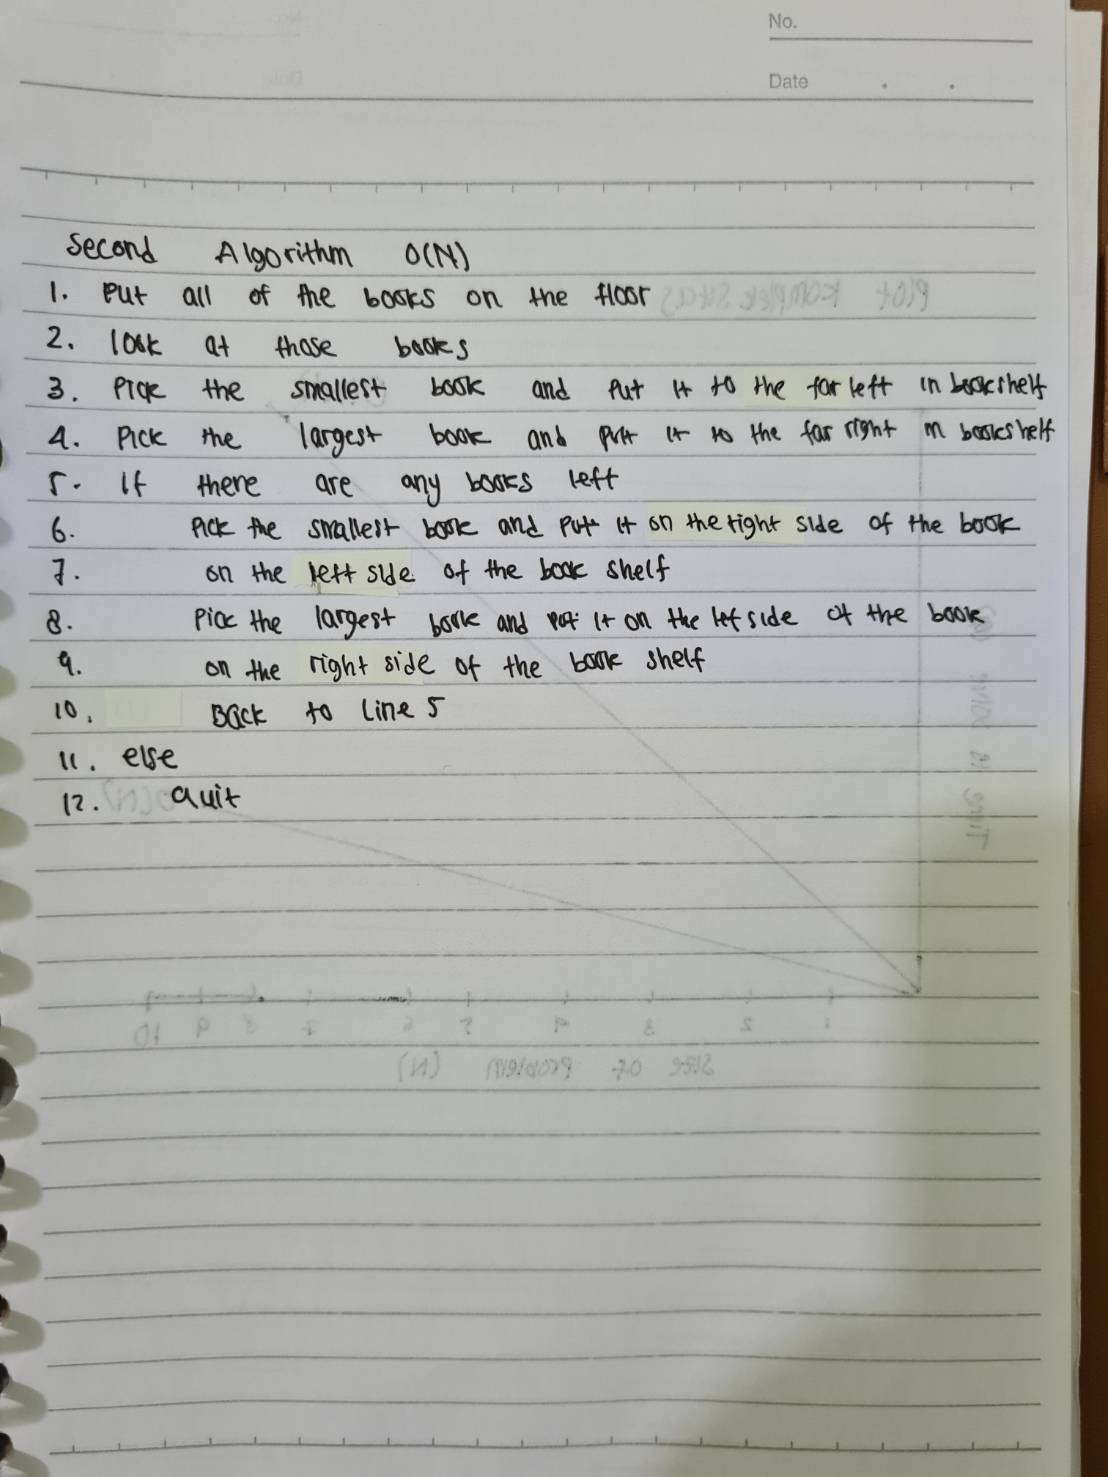 No.
Date
Second Algorithm O(N)
1. Put all of the books on the floor
2. look at those books
3. Pick the smallest book and Put it to the far left in bookshelf
4. Pick the largest book and Put it to the far right in bookshelf
5. If there are any books left
6. Pick the smallest book and Put it on the right side of the book
7. on the left side of the book shelf
8. Pick the largest book and Put it on the lef side of the book
9. on the right side of the book shelf
10. Back to Line 5
11. else
12. Quit